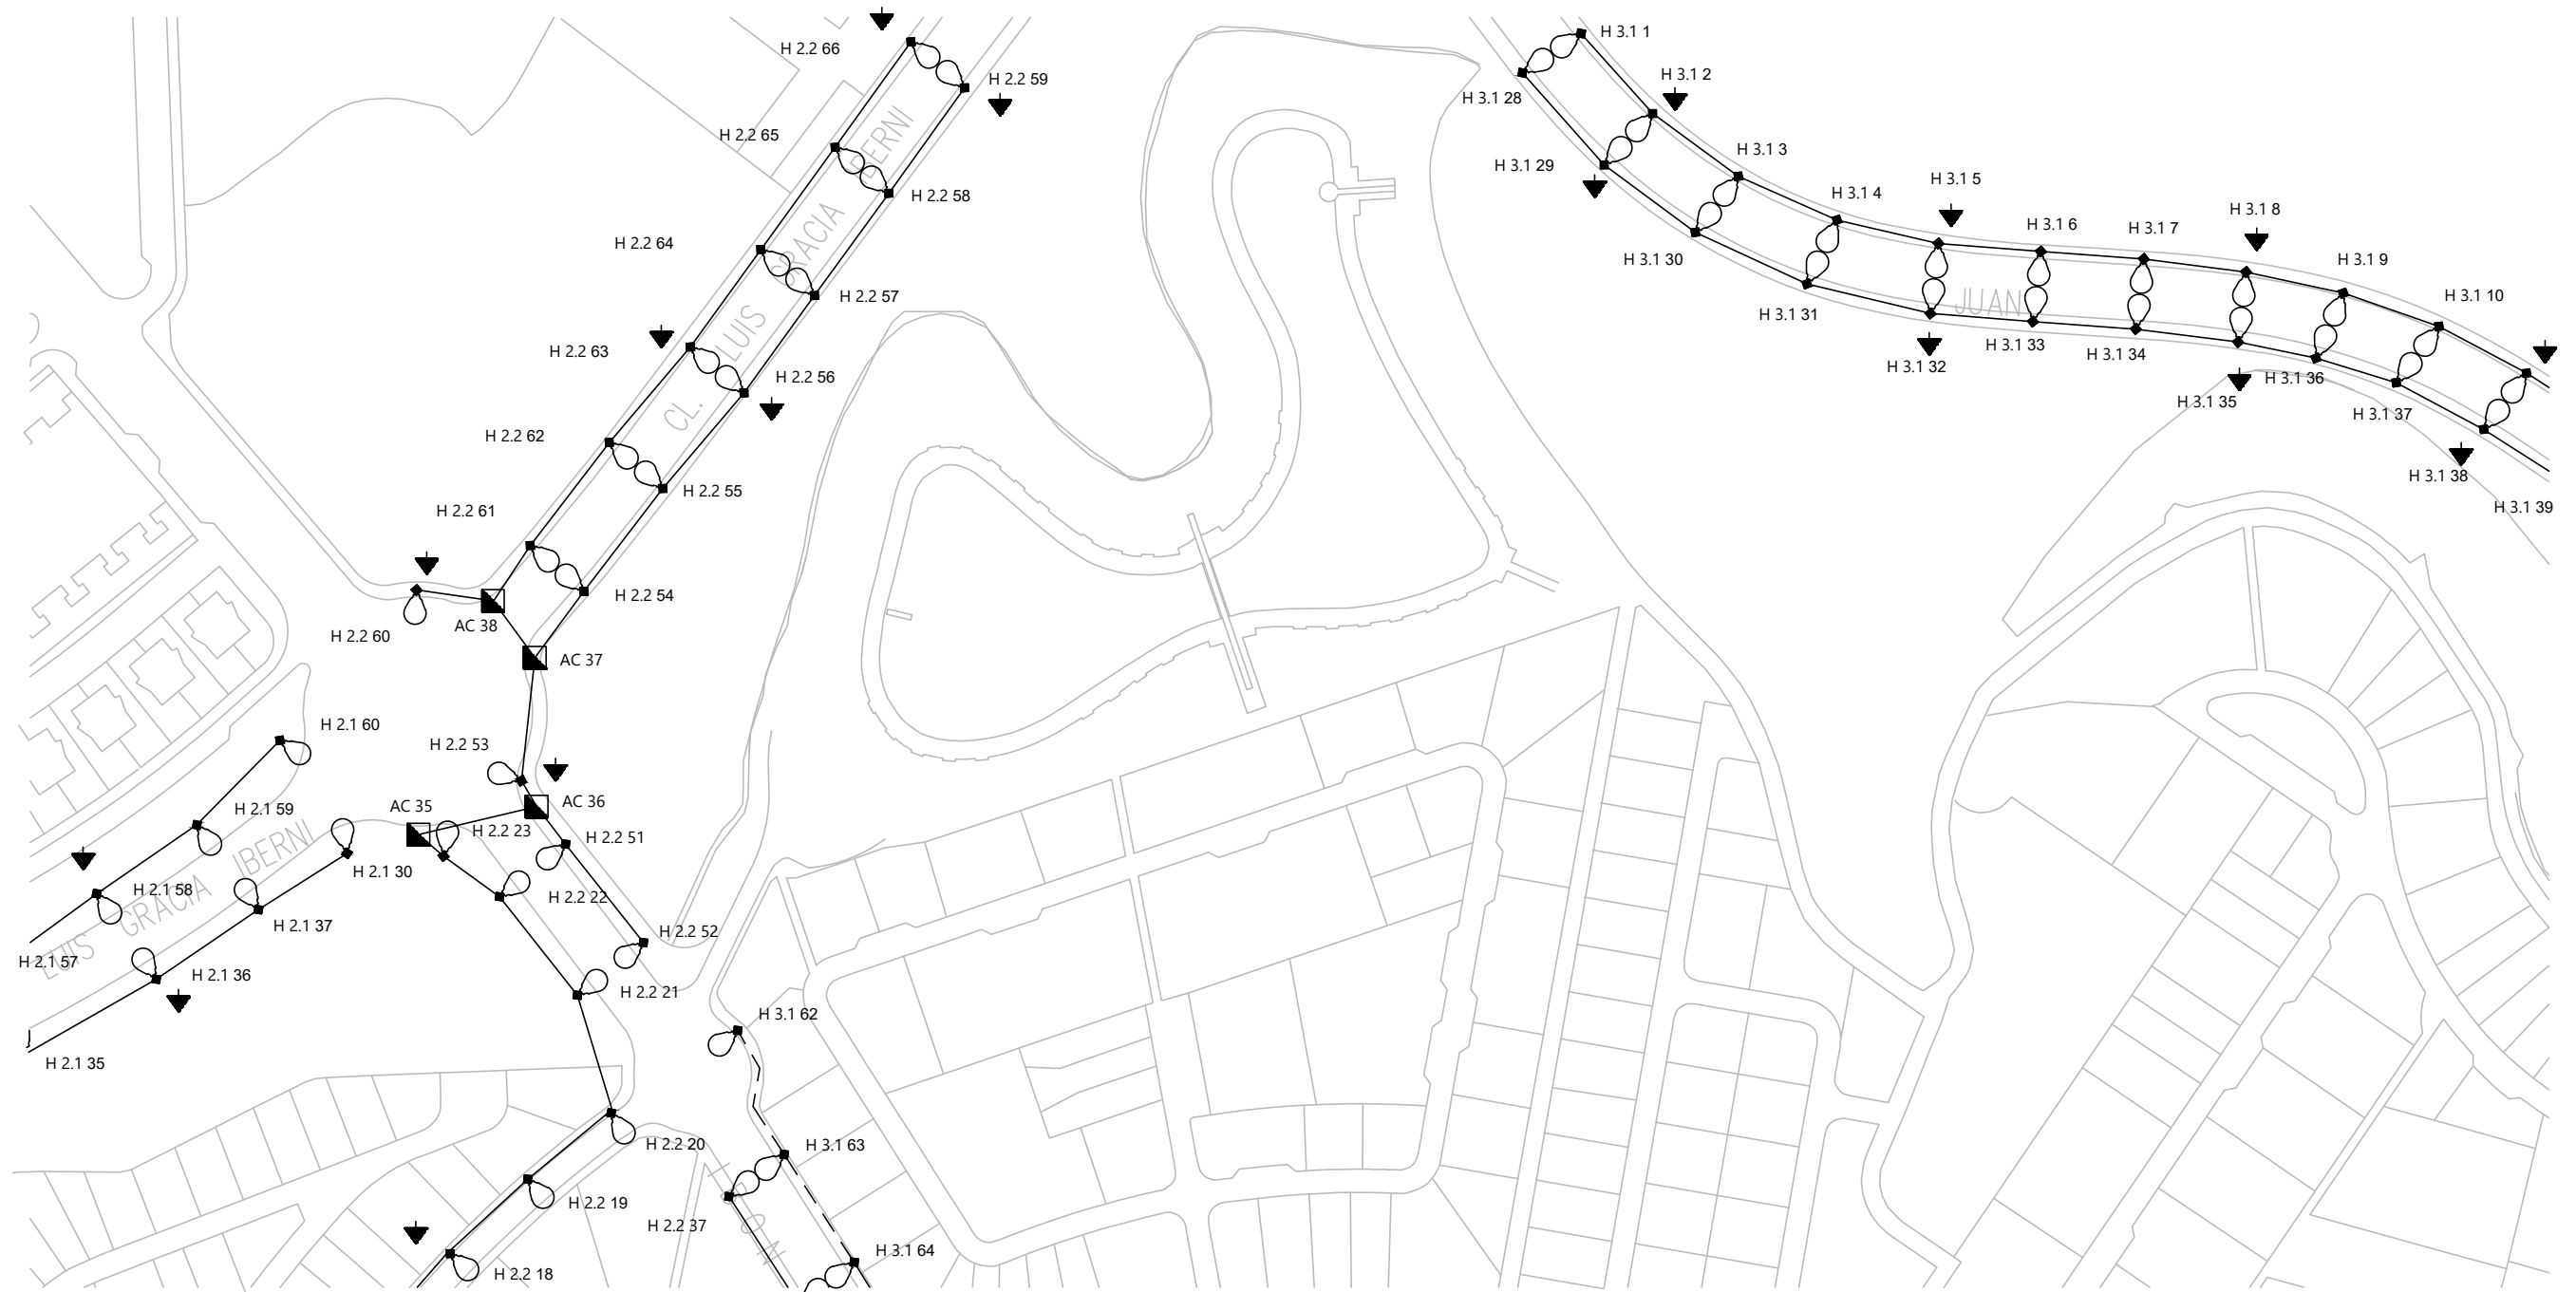 H 2.2 66
H 2.2 59
H 2.2 65
H 2.2 58
H 2.2 64
H 2.2 57
H 2.2 63
H 2.2 56
H 2.2 62
H 2.2 55
H 2.2 61
H 2.2 54
H 2.2 60
AC 38
AC 37
CL. LUIS GRACIA IBERNI
H 3.1 1
H 3.1 2
H 3.1 28
H 3.1 3
H 3.1 29
H 3.1 4
H 3.1 5
H 3.1 30
H 3.1 6
H 3.1 7
H 3.1 8
H 3.1 9
H 3.1 10
H 3.1 31
JUAN
H 3.1 32
H 3.1 33
H 3.1 34
H 3.1 35
H 3.1 36
H 3.1 37
H 3.1 38
H 3.1 39
H 2.1 60
H 2.2 53
H 2.1 59
AC 35
AC 36
H 2.2 23
H 2.2 51
H 2.1 30
H 2.1 58
H 2.2 22
LUIS GRACIA IBERNI
H 2.1 37
H 2.2 52
H 2.1 57
H 2.1 36
H 2.2 21
H 2.1 35
H 3.1 62
H 2.2 20
H 3.1 63
H 2.2 19
H 2.2 37
H 3.1 64
H 2.2 18